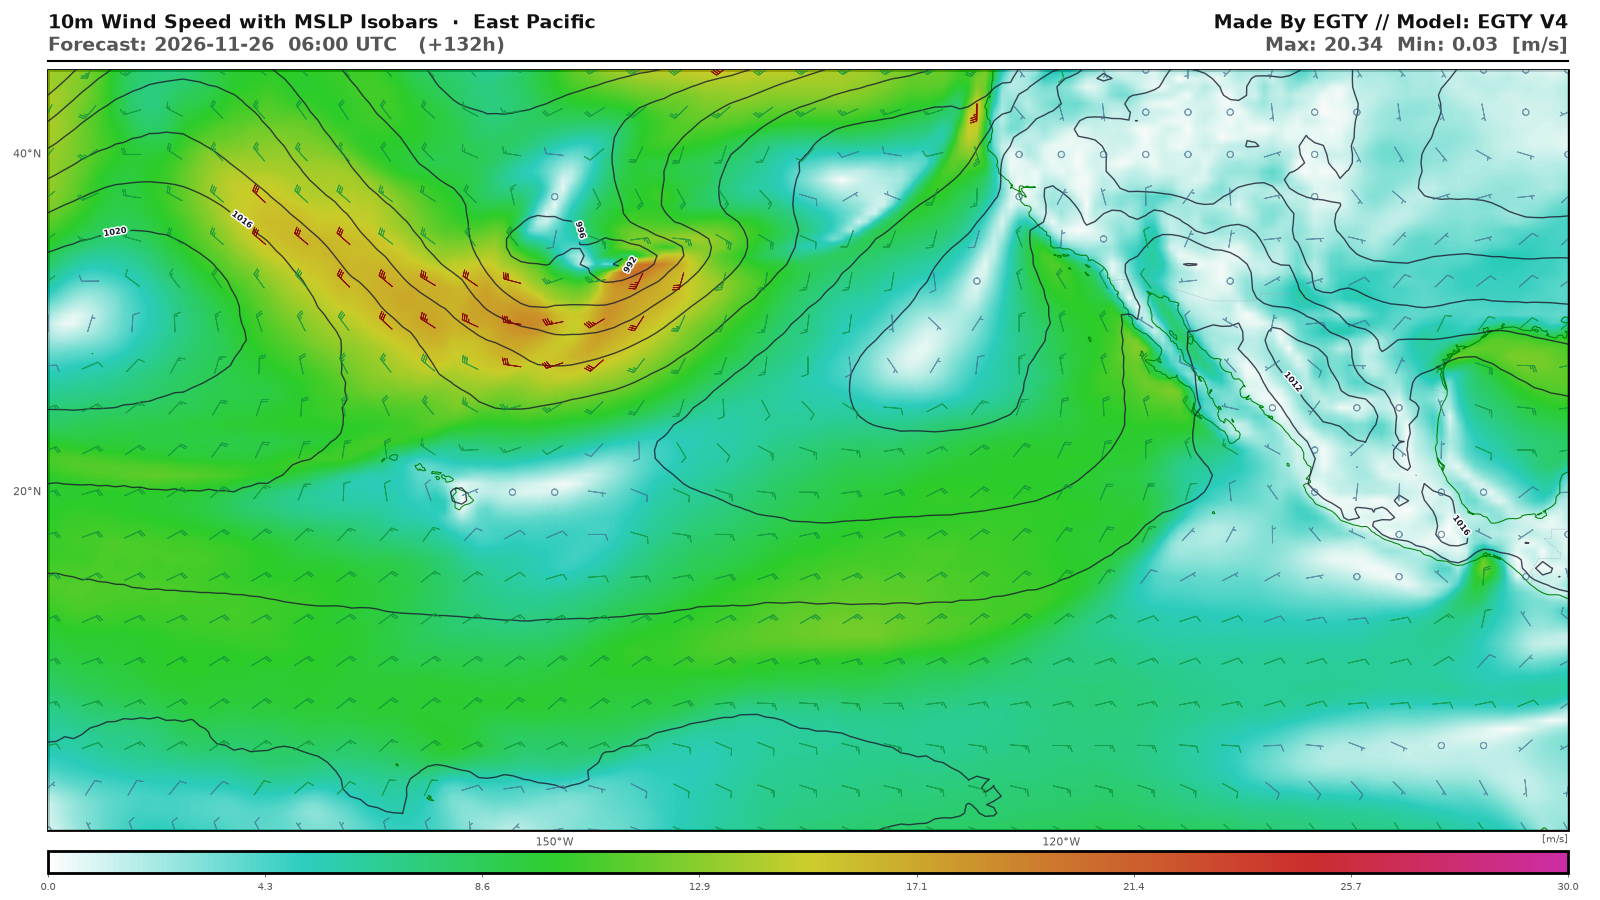 10m Wind Speed with MSLP Isobars · East Pacific
Made By EGTY // Model: EGTY V4
Forecast: 2026-11-26 06:00 UTC (+132h)
Max: 20.34 Min: 0.03 [m/s]
40°N
996
1016
1020
992
1012
20°N
1016
150°W
120°W
[m/s]
0.0
4.3
8.6
12.9
17.1
21.4
25.7
30.0